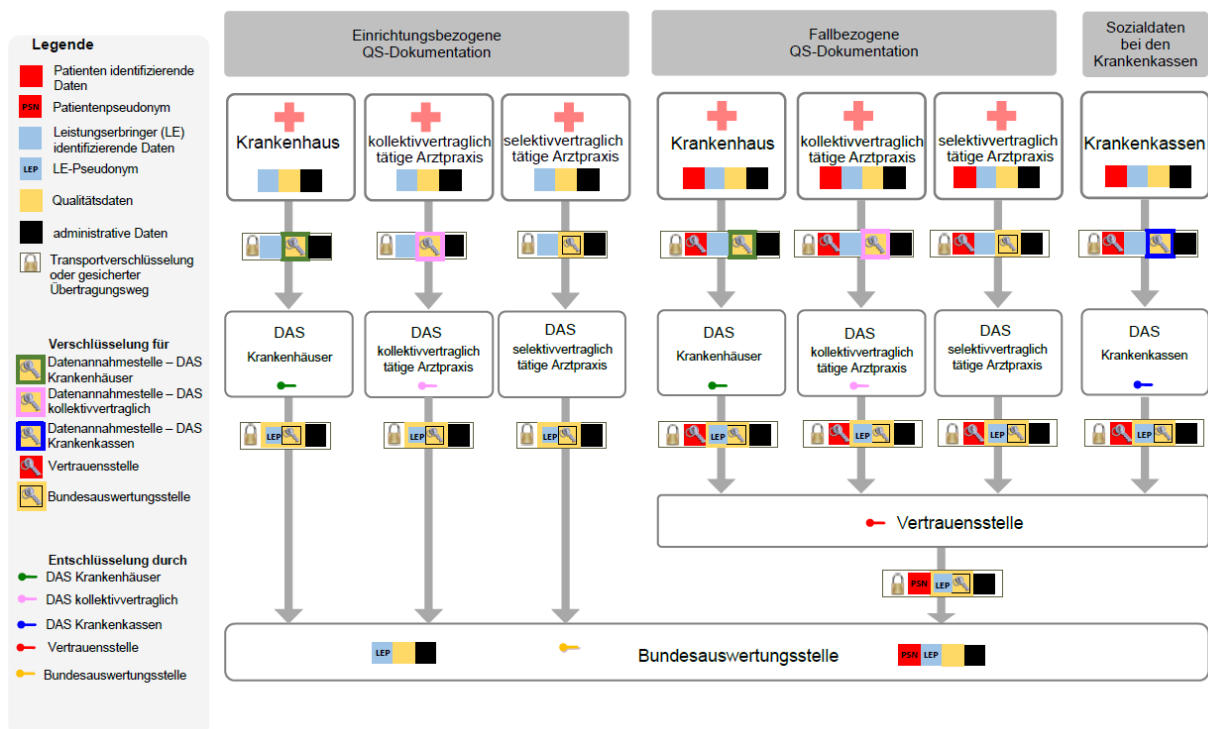 Legende
Patienten identifizierende
Daten
PSN
Patientenpseudonym
Leistungserbringer (LE)
identifizierende Daten
LEP
LE-Pseudonym
Qualitätsdaten
administrative Daten
Transportverschlüsselung
oder gesicherter
Übertragungsweg
Verschlüsselung für
Datenannahmestelle – DAS
Krankenhäuser
Datenannahmestelle – DAS
kollektivvertraglich
Datenannahmestelle – DAS
Krankenkassen
Vertrauensstelle
Bundesauswertungsstelle
Entschlüsselung durch
DAS Krankenhäuser
DAS kollektivvertraglich
DAS Krankenkassen
Vertrauensstelle
Bundesauswertungsstelle
Einrichtungsbezogene
QS-Dokumentation
Fallbezogene
QS-Dokumentation
Sozialdaten
bei den
Krankenkassen
Krankenhaus
kollektivvertraglich
tätige Arztpraxis
selektivvertraglich
tätige Arztpraxis
Krankenhaus
kollektivvertraglich
tätige Arztpraxis
selektivvertraglich
tätige Arztpraxis
Krankenkassen
DAS
Krankenhäuser
DAS
kollektivvertraglich
tätige Arztpraxis
DAS
selektivvertraglich
tätige Arztpraxis
DAS
Krankenhäuser
DAS
kollektivvertraglich
tätige Arztpraxis
DAS
selektivvertraglich
tätige Arztpraxis
DAS
Krankenkassen
LEP
LEP
LEP
LEP
LEP
LEP
LEP
Vertrauensstelle
PSN LEP
LEP
Bundesauswertungsstelle
PSN LEP